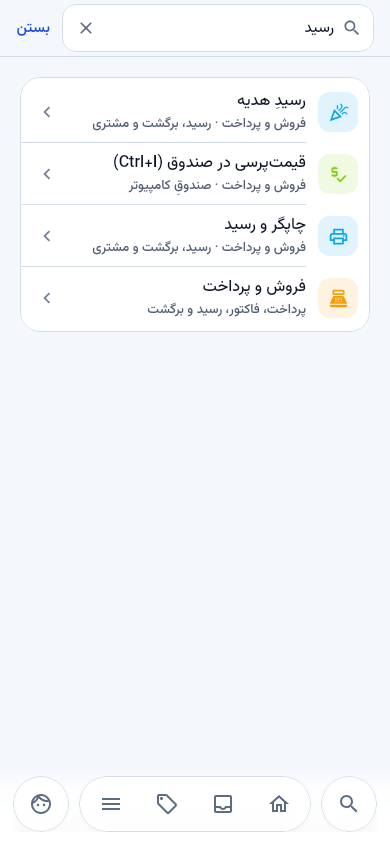 رسید
بستن
رسیدِ هدیه
فروش و پرداخت · رسید، برگشت و مشتری
قیمت‌پرسی در صندوق (Ctrl+I)
فروش و پرداخت · صندوقِ کامپیوتر
چاپگر و رسید
فروش و پرداخت · رسید، برگشت و مشتری
فروش و پرداخت
پرداخت، فاکتور، رسید و برگشت